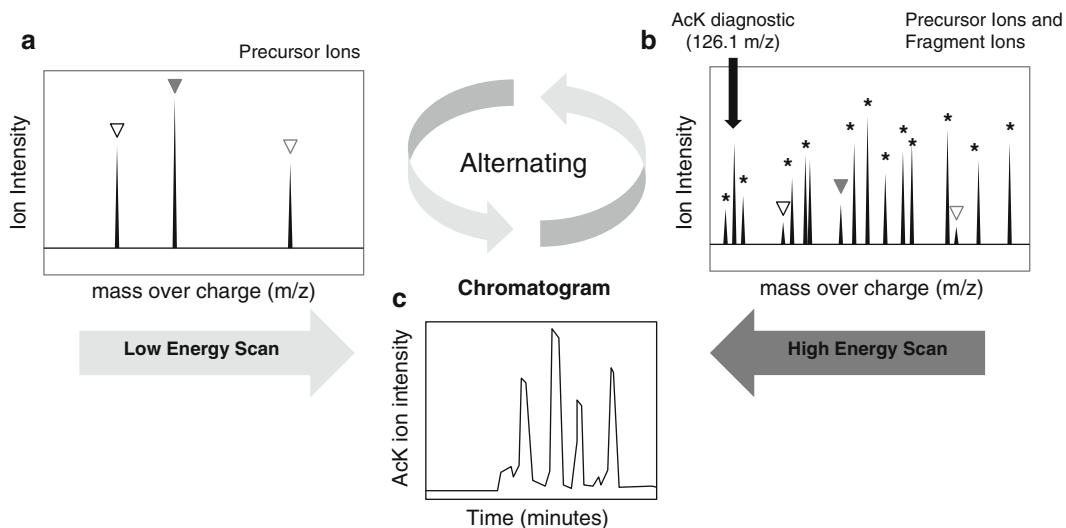 a
Precursor Ions
Ion Intensity
mass over charge (m/z)
Low Energy Scan
Alternating
b
AcK diagnostic
(126.1 m/z)
Precursor Ions and
Fragment Ions
Ion Intensity
* * * * * * * * * * * * *
mass over charge (m/z)
High Energy Scan
c
Chromatogram
AcK ion intensity
Time (minutes)